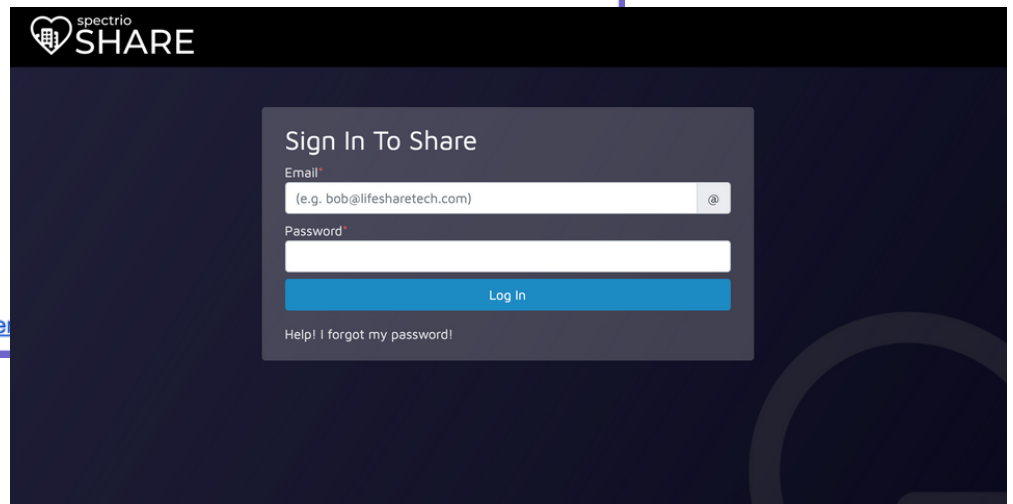 spectrio
SHARE
Sign In To Share
Email*
(e.g. bob@lifesharetech.com)
@
Password*
Log In
Help! I forgot my password!